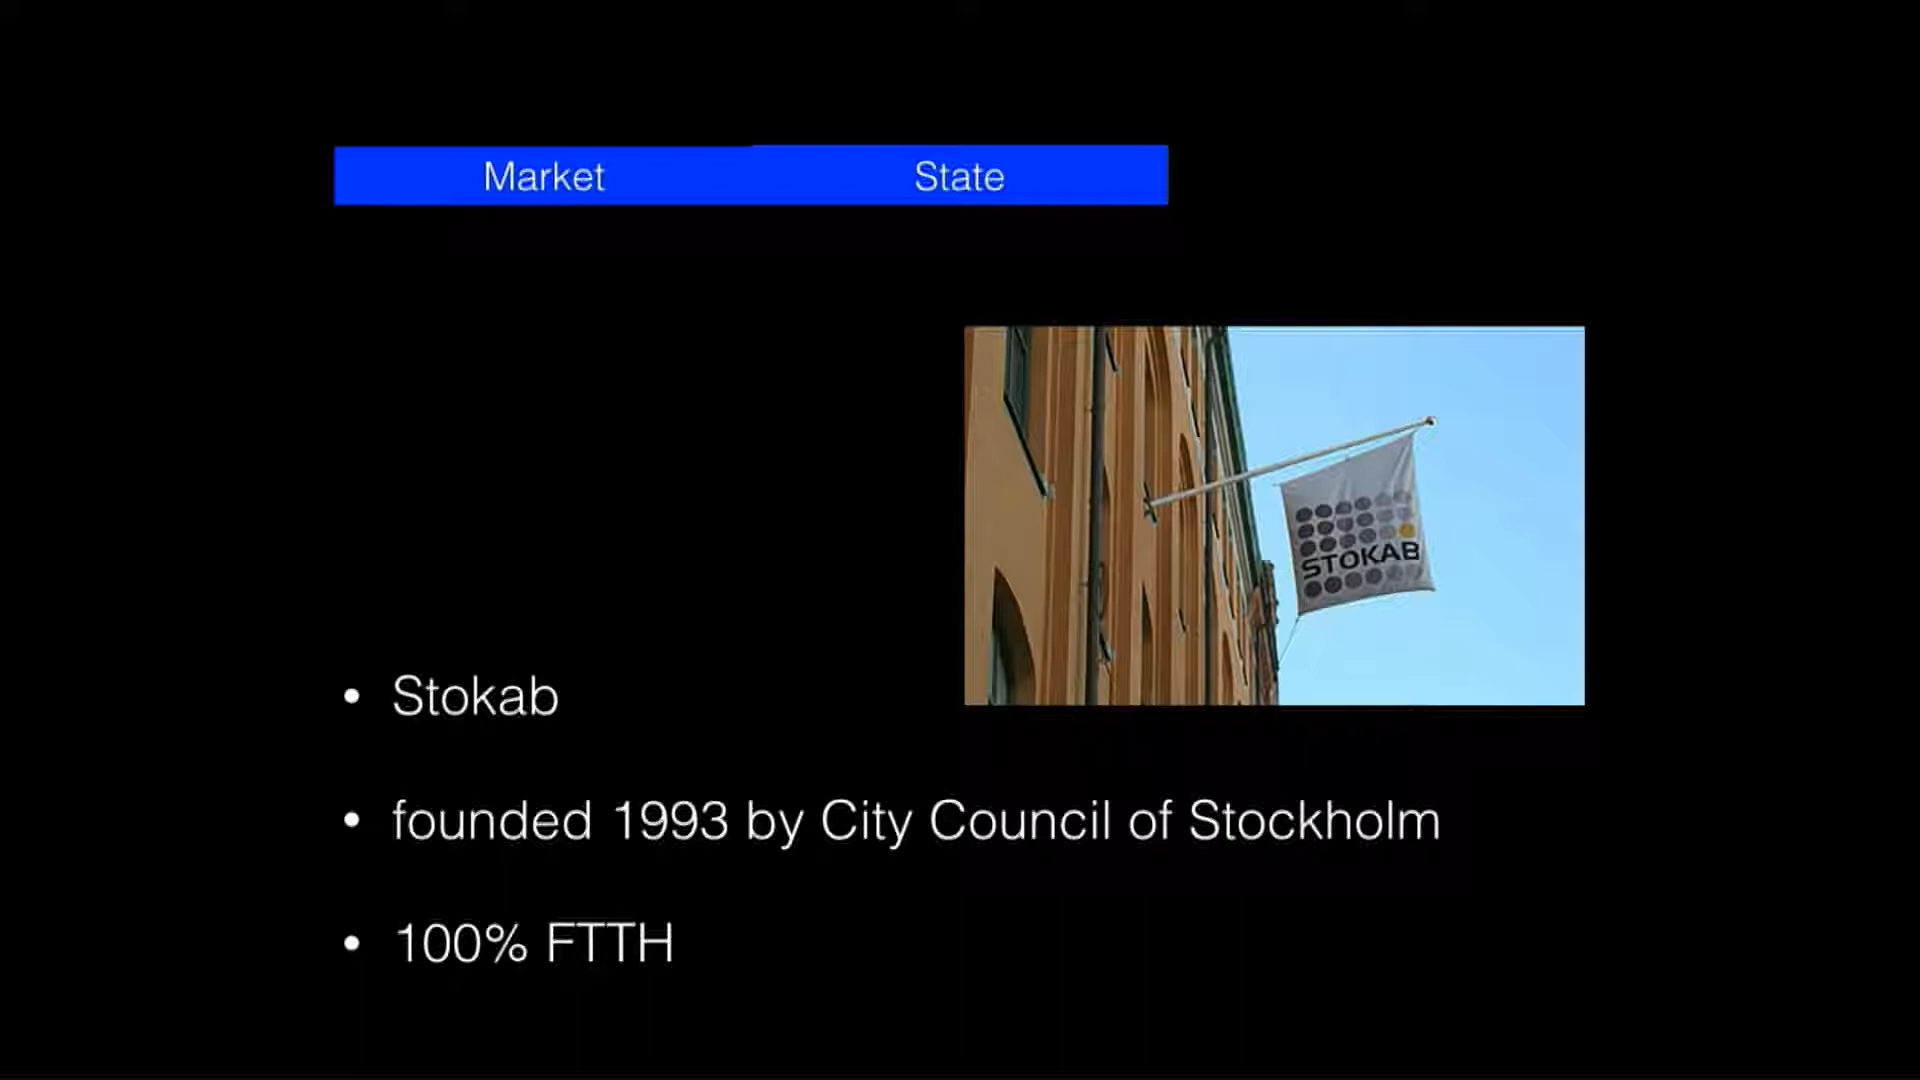 Market State
STOKAB
• Stokab
• founded 1993 by City Council of Stockholm
• 100% FTTH